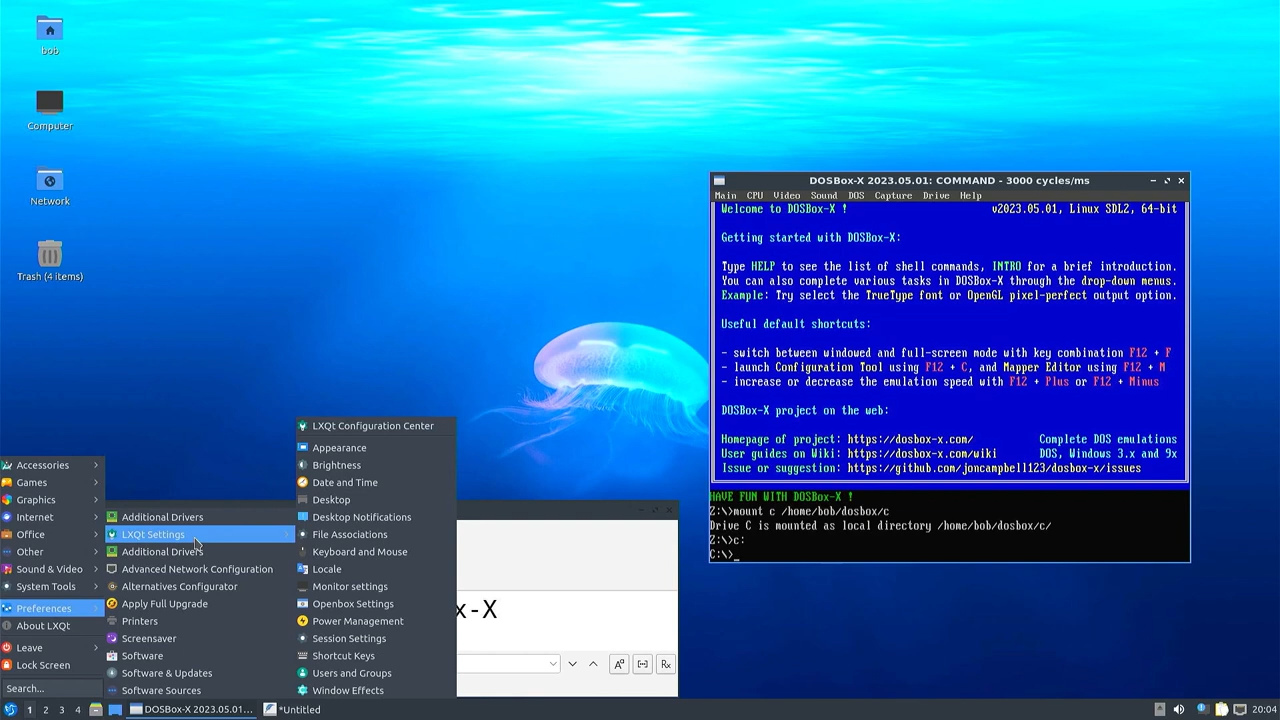 bob
Computer
Network
Trash (4 items)
DOSBox-X 2023.05.01: COMMAND - 3000 cycles/ms
Main CPU Video Sound DOS Capture Drive Help
Welcome to DOSBox-X ! v2023.05.01, Linux SDL2, 64-bit
Getting started with DOSBox-X:
Type HELP to see the list of shell commands, INTRO for a brief introduction.
You can also complete various tasks in DOSBox-X through the drop-down menus.
Example: Try select the TrueType font or OpenGL pixel-perfect output option.
Useful default shortcuts:
- switch between windowed and full-screen mode with key combination F12 + F
- launch Configuration Tool using F12 + C, and Mapper Editor using F12 + M
- increase or decrease the emulation speed with F12 + Plus or F12 + Minus
DOSBox-X project on the web:
Homepage of project: https://dosbox-x.com/ Complete DOS emulations
User guides on Wiki: https://dosbox-x.com/wiki DOS, Windows 3.x and 9x
Issue or suggestion: https://github.com/joncampbell123/dosbox-x/issues
HAVE FUN WITH DOSBox-X !
Z:\>mount c /home/bob/dosbox/c
Drive C is mounted as local directory /home/bob/dosbox/c/
Z:\>c:
C:\>_
Accessories
Games
Graphics
Internet
Office
Other
Sound & Video
System Tools
Preferences
About LXQt
Leave
Lock Screen
Search...
Additional Drivers
LXQt Settings
Additional Drivers
Advanced Network Configuration
Alternatives Configurator
Apply Full Upgrade
Printers
Screensaver
Software
Software & Updates
Software Sources
LXQt Configuration Center
Appearance
Brightness
Date and Time
Desktop
Desktop Notifications
File Associations
Keyboard and Mouse
Locale
Monitor settings
Openbox Settings
Power Management
Session Settings
Shortcut Keys
Users and Groups
Window Effects
x-X
1 2 3 4 DOSBox-X 2023.05.01... *Untitled 20:04